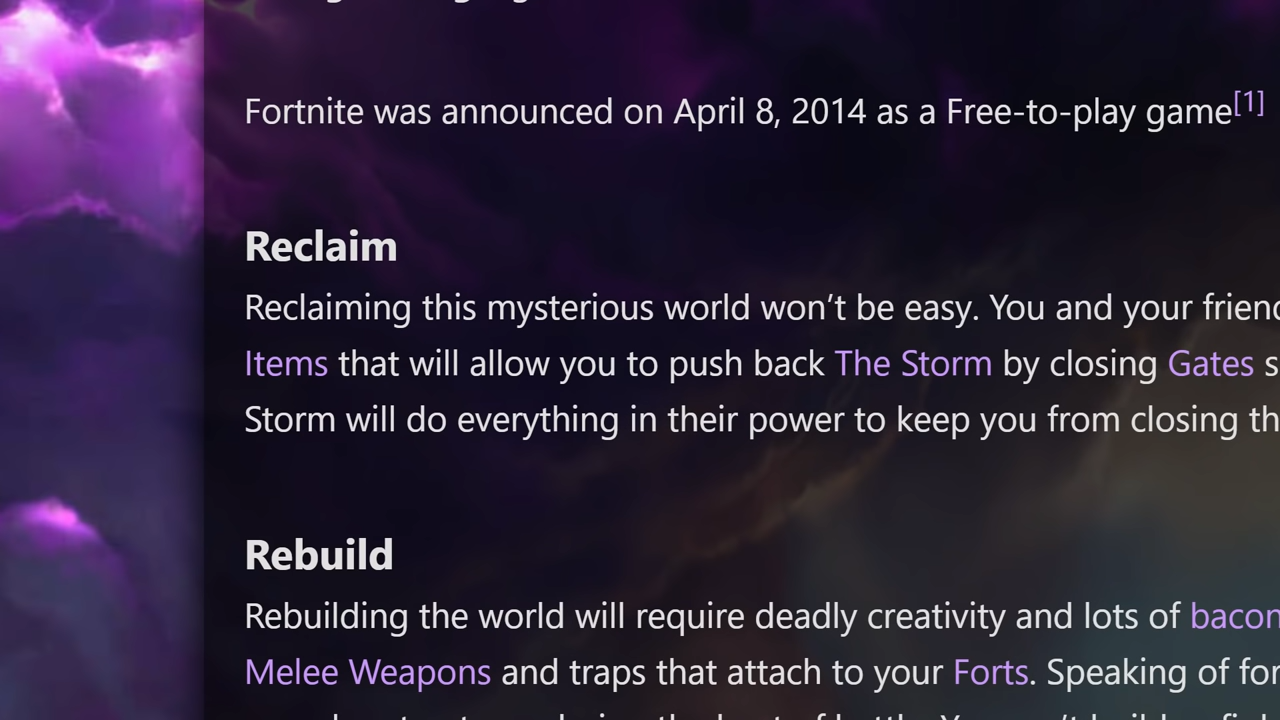 Fortnite was announced on April 8, 2014 as a Free-to-play game[1]
Reclaim
Reclaiming this mysterious world won’t be easy. You and your
Items that will allow you to push back The Storm by closing Gates
Storm will do everything in their power to keep you from closing
Rebuild
Rebuilding the world will require deadly creativity and lots of bacon
Melee Weapons and traps that attach to your Forts. Speaking of